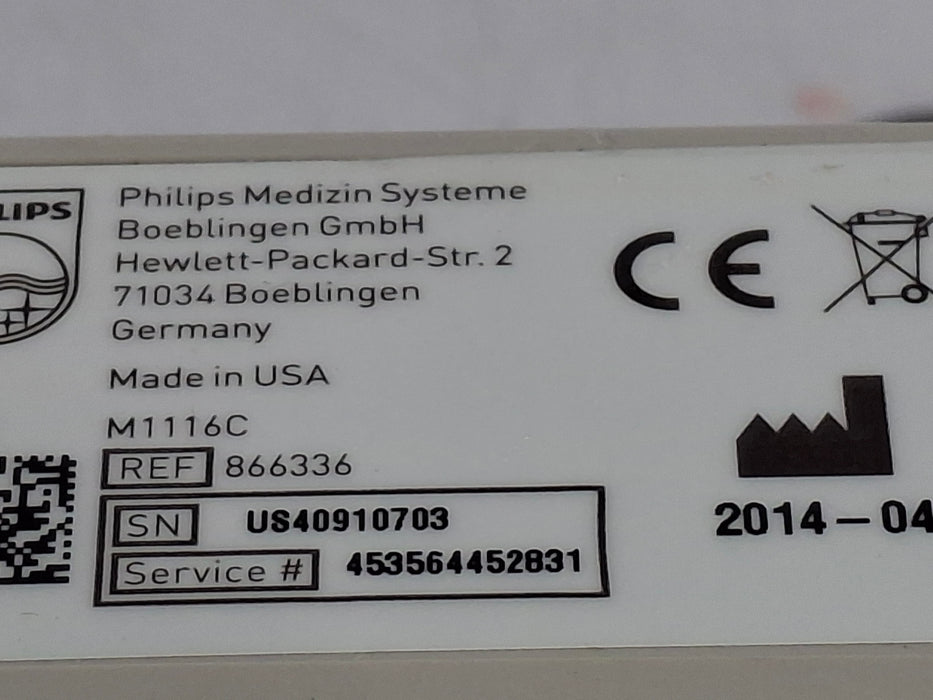 LIPS
Philips Medizin Systeme
Boeblingen GmbH
Hewlett-Packard-Str. 2
71034 Boeblingen
Germany
Made in USA
M1116C
REF 866336
SN US40910703
Service # 453564452831
CE
2014-04